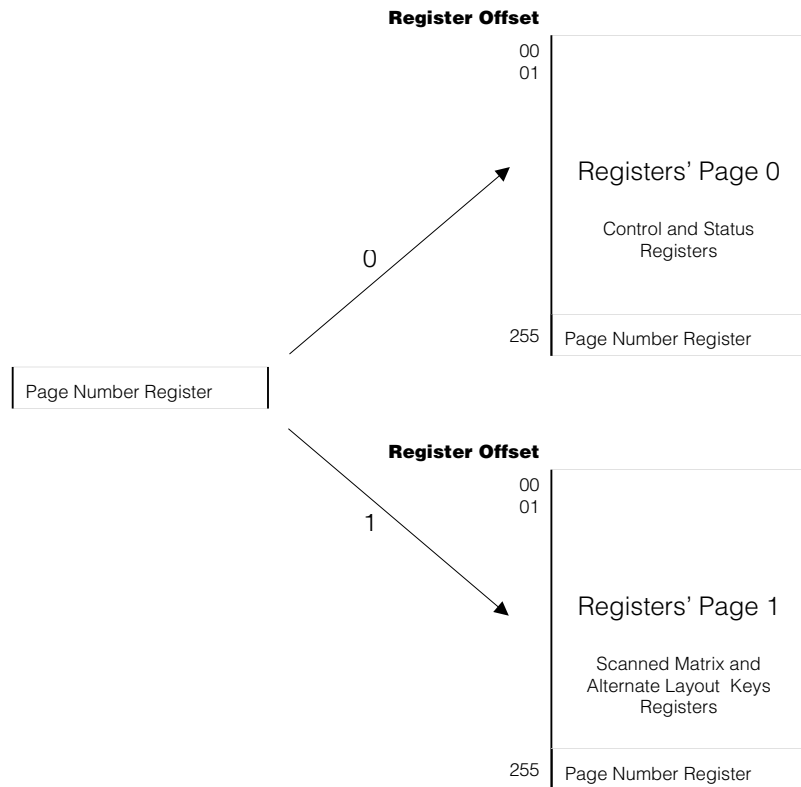 Register Offset
00
01
Registers’ Page 0
Control and Status
Registers
0
255
Page Number Register
Page Number Register
Register Offset
00
01
1
Registers’ Page 1
Scanned Matrix and
Alternate Layout Keys
Registers
255
Page Number Register